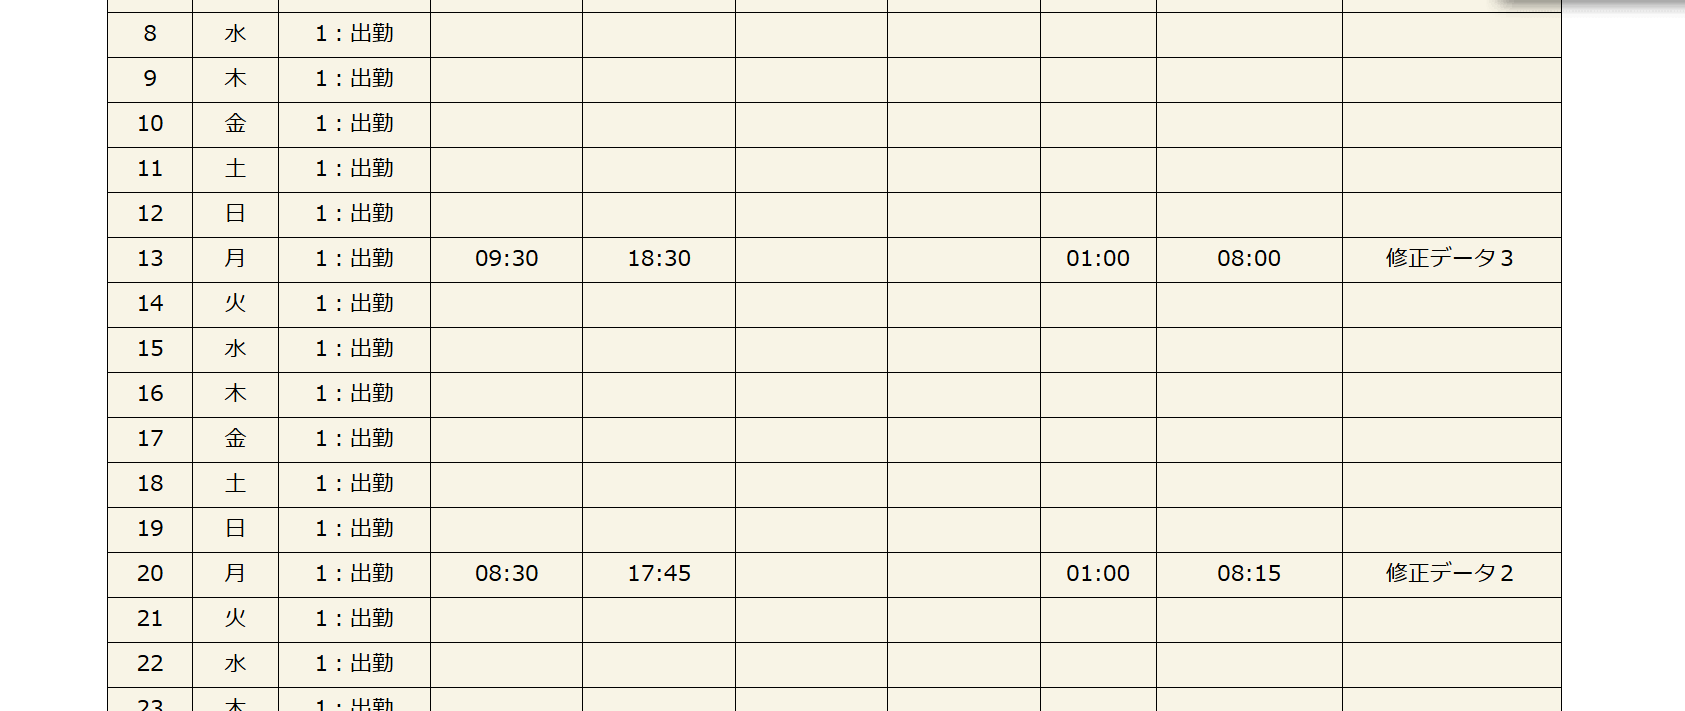 8 水 1：出勤
9 木 1：出勤
10 金 1：出勤
11 土 1：出勤
12 日 1：出勤
13 月 1：出勤 09:30 18:30 01:00 08:00 修正データ３
14 火 1：出勤
15 水 1：出勤
16 木 1：出勤
17 金 1：出勤
18 土 1：出勤
19 日 1：出勤
20 月 1：出勤 08:30 17:45 01:00 08:15 修正データ２
21 火 1：出勤
22 水 1：出勤
23 木 1：出勤